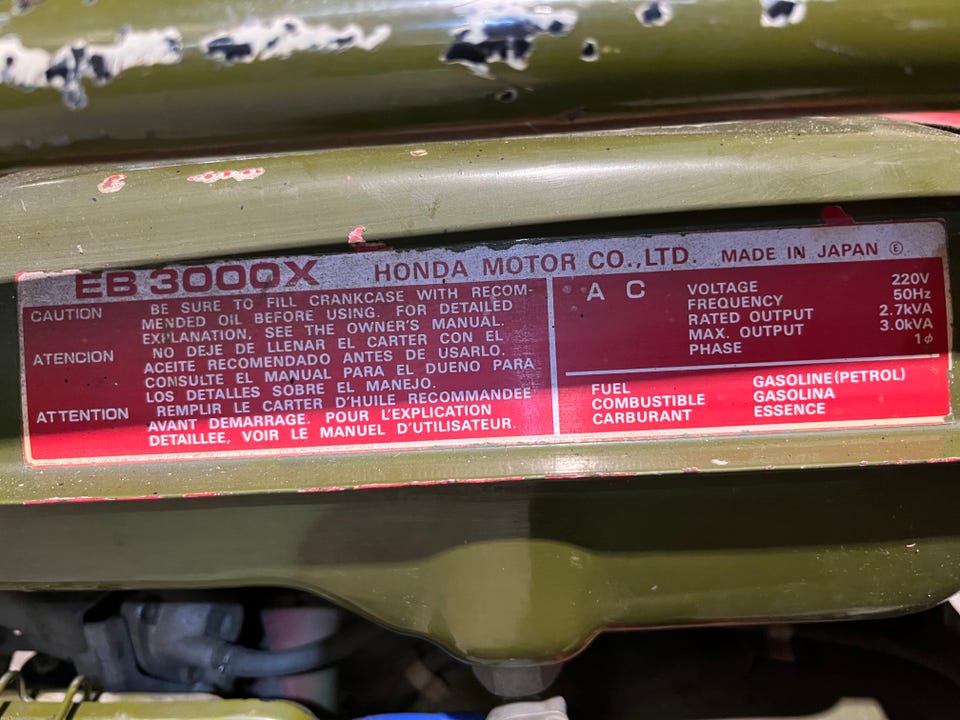 EB 3000X HONDA MOTOR CO.,LTD. MADE IN JAPAN Ⓔ
CAUTION BE SURE TO FILL CRANKCASE WITH RECOM-
MENDED OIL BEFORE USING. FOR DETAILED
EXPLANATION, SEE THE OWNER'S MANUAL.
ATENCION NO DEJE DE LLENAR EL CARTER CON EL
ACEITE RECOMENDADO ANTES DE USARLO.
CONSULTE EL MANUAL PARA EL DUENO PARA
LOS DETALLES SOBRE EL MANEJO.
ATTENTION REMPLIR LE CARTER D'HUILE RECOMMANDEE
AVANT DEMARRAGE. POUR L'EXPLICATION
DETAILLEE, VOIR LE MANUEL D'UTILISATEUR.
AC VOLTAGE 220V
FREQUENCY 50Hz
RATED OUTPUT 2.7kVA
MAX. OUTPUT 3.0kVA
PHASE 1ϕ
FUEL GASOLINE(PETROL)
COMBUSTIBLE GASOLINA
CARBURANT ESSENCE